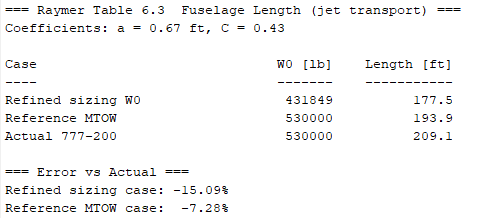 === Raymer Table 6.3  Fuselage Length (jet transport) ===
Coefficients: a = 0.67 ft, C = 0.43
Case                               W0 [lb]    Length [ft]
----                               -------    -----------
Refined sizing W0                   431849          177.5
Reference MTOW                      530000          193.9
Actual 777-200                      530000          209.1
=== Error vs Actual ===
Refined sizing case: -15.09%
Reference MTOW case:  -7.28%